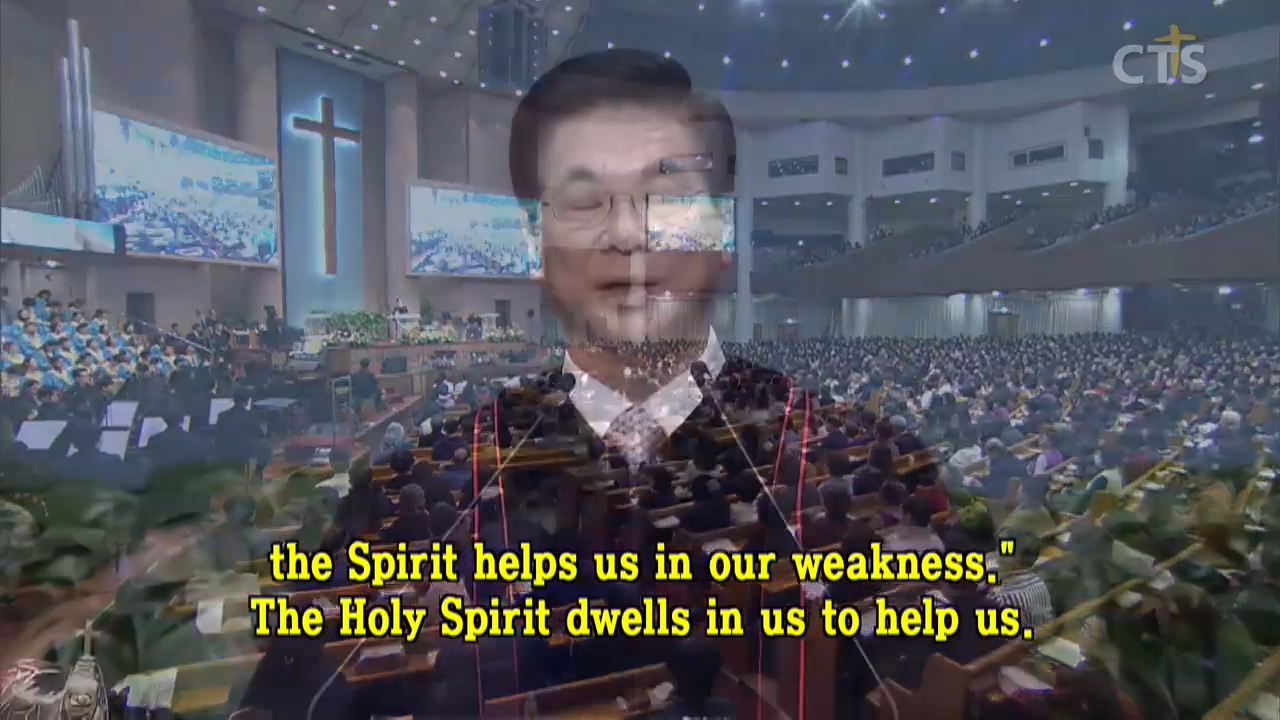 CTS
the Spirit helps us in our weakness."
The Holy Spirit dwells in us to help us.